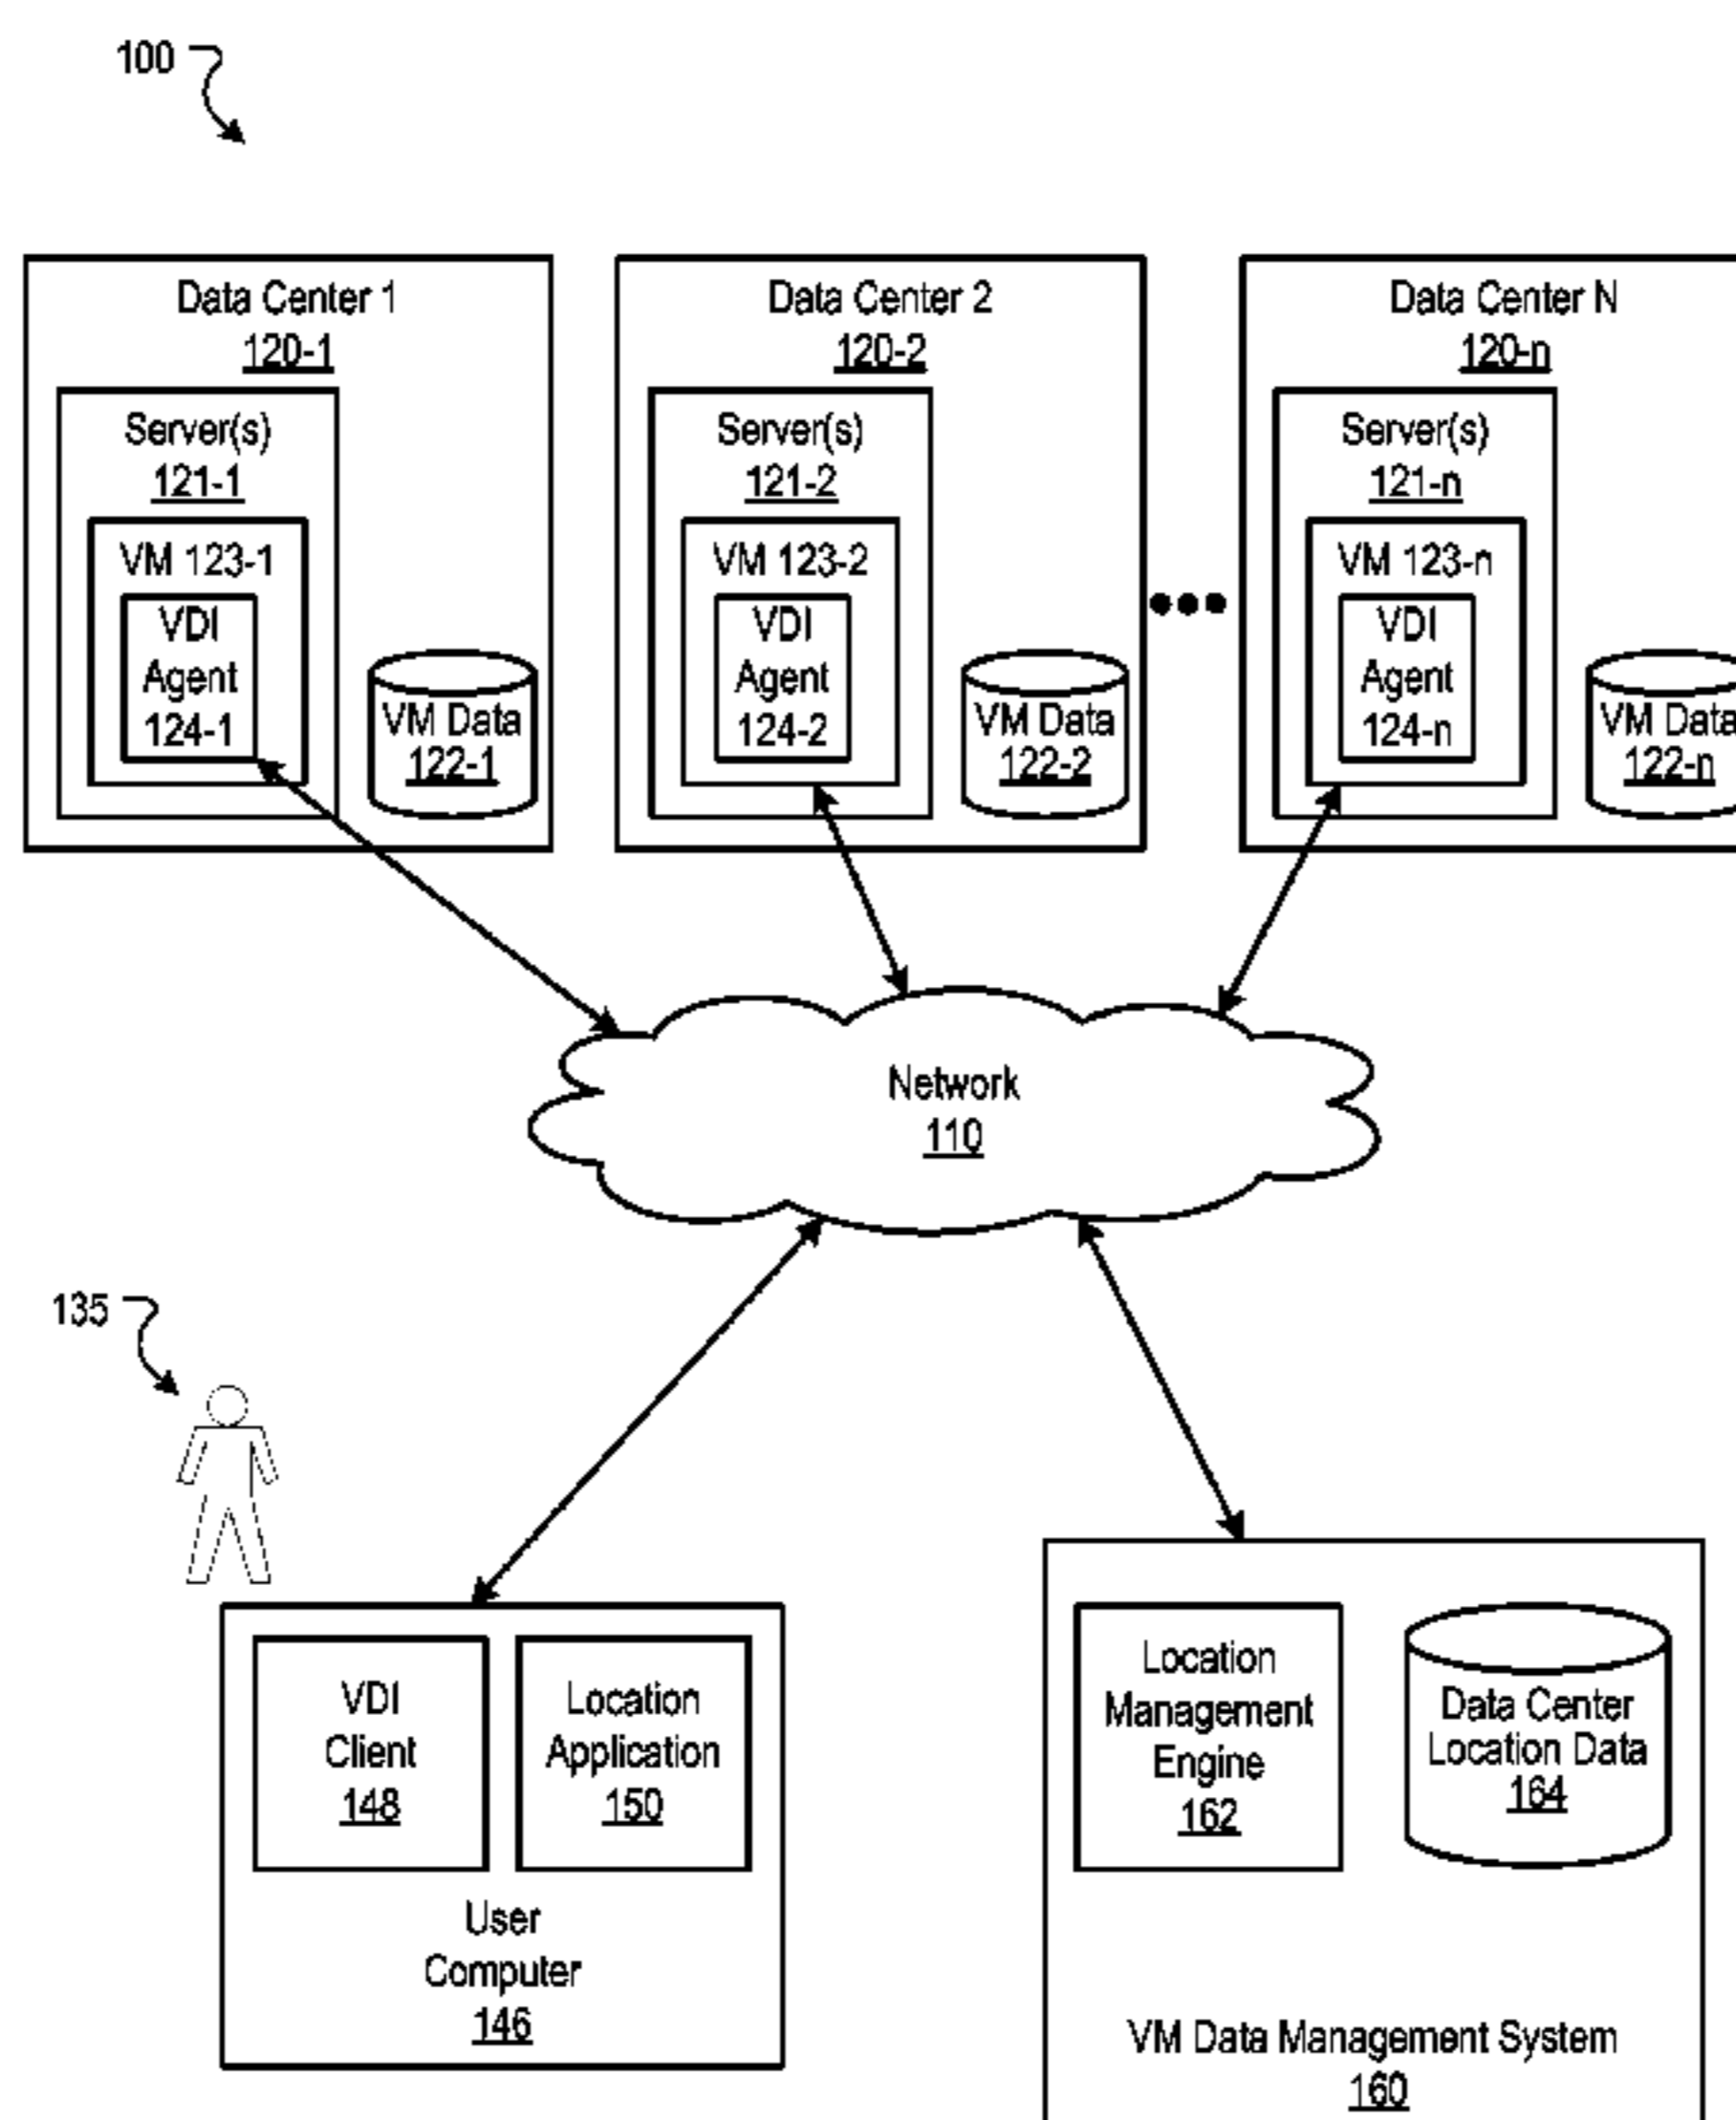 100
Data Center 1
120-1
Server(s)
121-1
VM 123-1
VDI
Agent
124-1
VM Data
122-1
Data Center 2
120-2
Server(s)
121-2
VM 123-2
VDI
Agent
124-2
VM Data
122-2
Data Center N
120-n
Server(s)
121-n
VM 123-n
VDI
Agent
124-n
VM Data
122-n
Network
110
135
VDI
Client
148
Location
Application
150
User
Computer
146
Location
Management
Engine
162
Data Center
Location Data
164
VM Data Management System
160